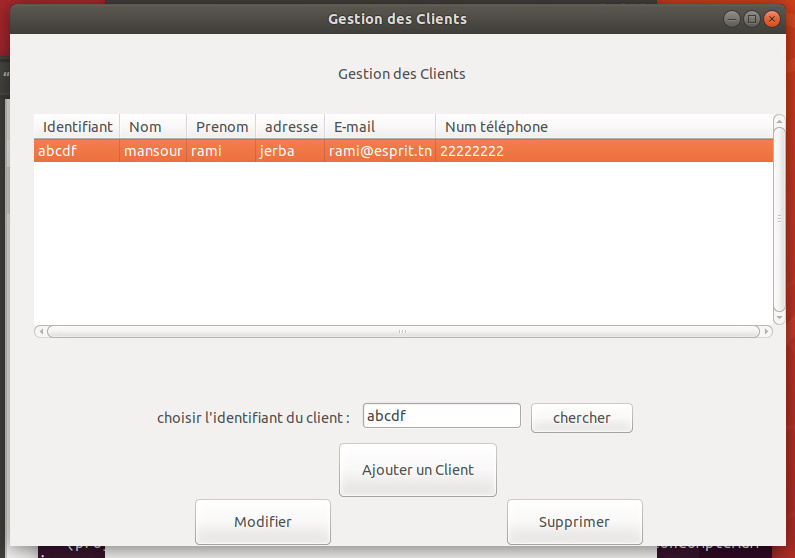 Gestion des Clients
Gestion des Clients
Identifiant Nom Prenom adresse E-mail Num téléphone
abcdf mansour rami jerba rami@esprit.tn 22222222
choisir l'identifiant du client : abcdf chercher
Ajouter un Client
Modifier Supprimer